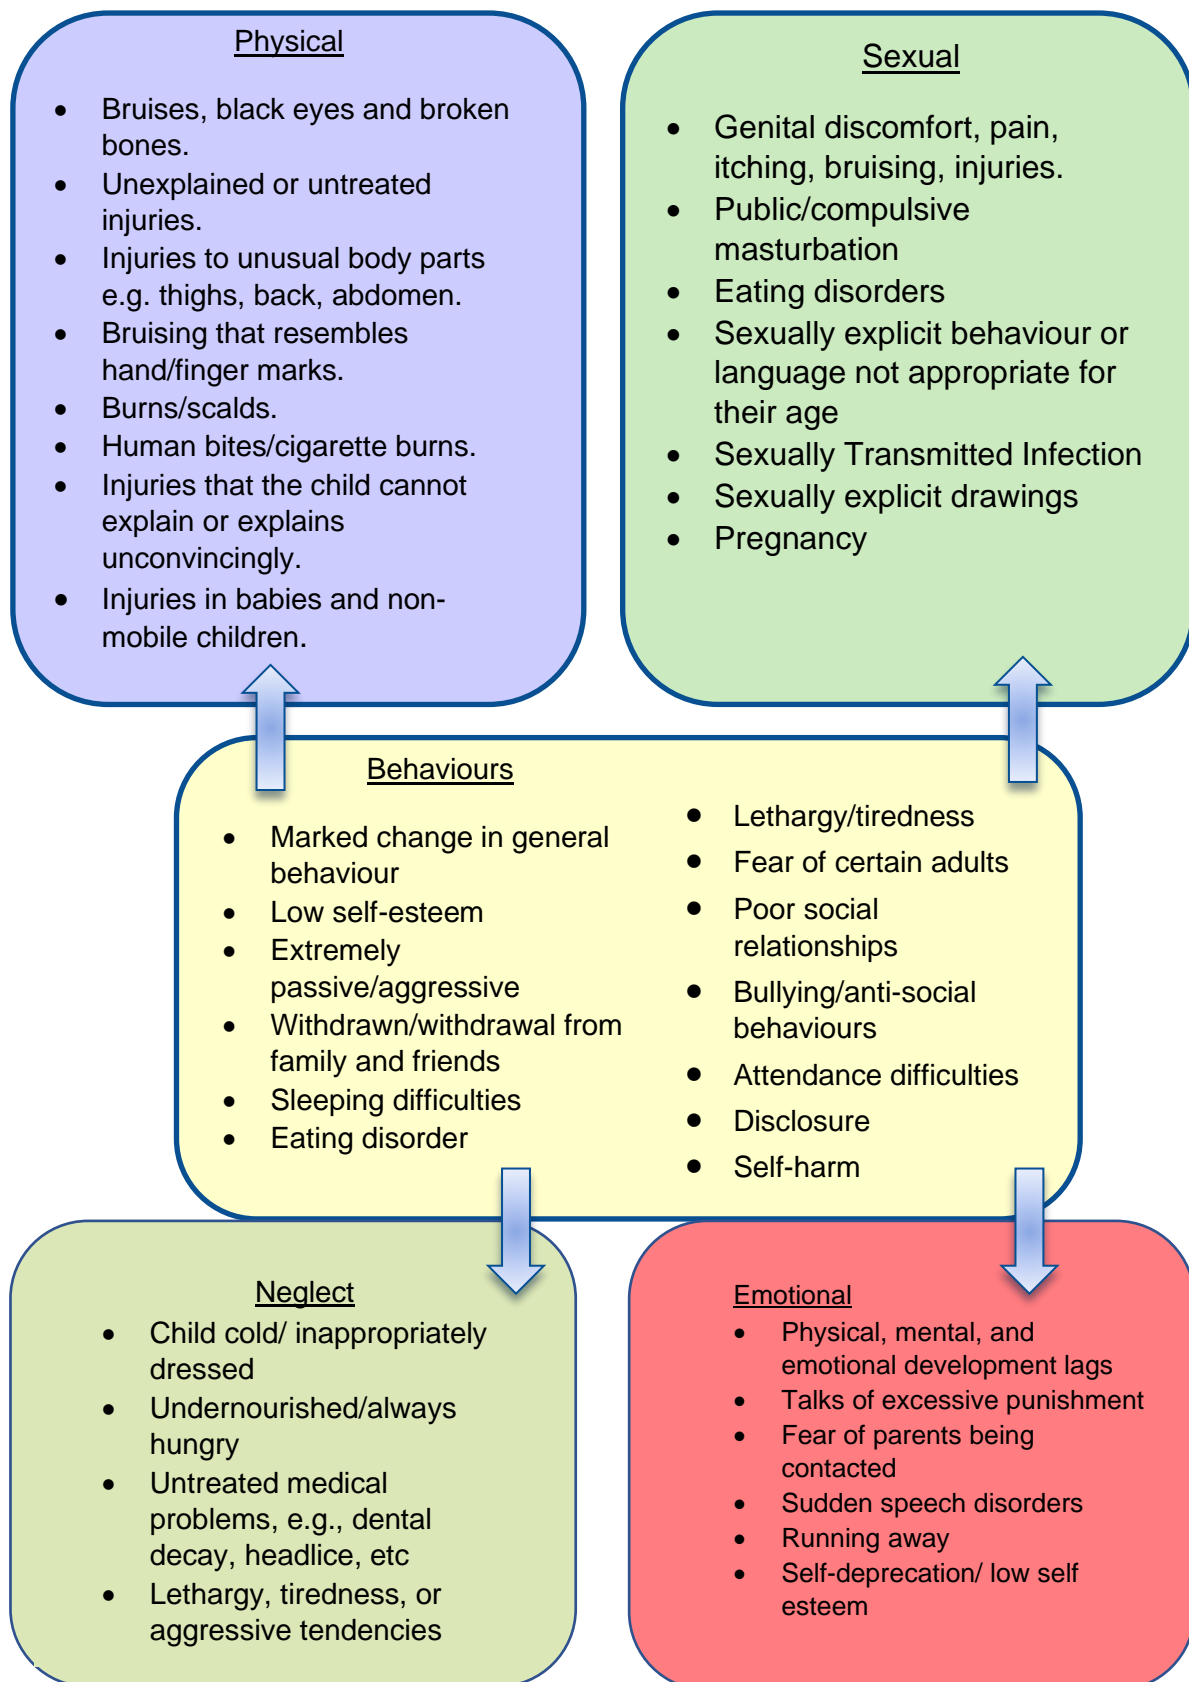 Physical
• Bruises, black eyes and broken
bones.
• Unexplained or untreated
injuries.
• Injuries to unusual body parts
e.g. thighs, back, abdomen.
• Bruising that resembles
hand/finger marks.
• Burns/scalds.
• Human bites/cigarette burns.
• Injuries that the child cannot
explain or explains
unconvincingly.
• Injuries in babies and non-
mobile children.
Sexual
• Genital discomfort, pain,
itching, bruising, injuries.
• Public/compulsive
masturbation
• Eating disorders
• Sexually explicit behaviour or
language not appropriate for
their age
• Sexually Transmitted Infection
• Sexually explicit drawings
• Pregnancy
Behaviours
• Marked change in general
behaviour
• Low self-esteem
• Extremely
passive/aggressive
• Withdrawn/withdrawal from
family and friends
• Sleeping difficulties
• Eating disorder
• Lethargy/tiredness
• Fear of certain adults
• Poor social
relationships
• Bullying/anti-social
behaviours
• Attendance difficulties
• Disclosure
• Self-harm
Neglect
• Child cold/ inappropriately
dressed
• Undernourished/always
hungry
• Untreated medical
problems, e.g., dental
decay, headlice, etc
• Lethargy, tiredness, or
aggressive tendencies
Emotional
• Physical, mental, and
emotional development lags
• Talks of excessive punishment
• Fear of parents being
contacted
• Sudden speech disorders
• Running away
• Self-deprecation/ low self
esteem